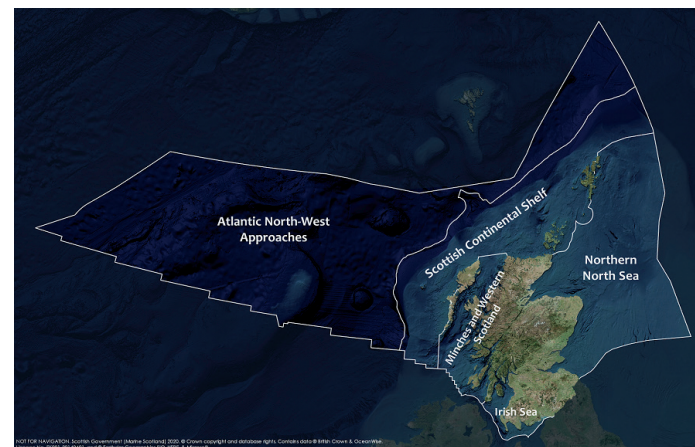 Atlantic North-West
Approaches
Scottish Continental Shelf
Northern
North Sea
Minches and Western
Scotland
Irish Sea
NOT FOR NAVIGATION. Scottish Government (Marine Scotland) 2020. © Crown copyright and database rights. Contains data © British Crown & OceanWise.